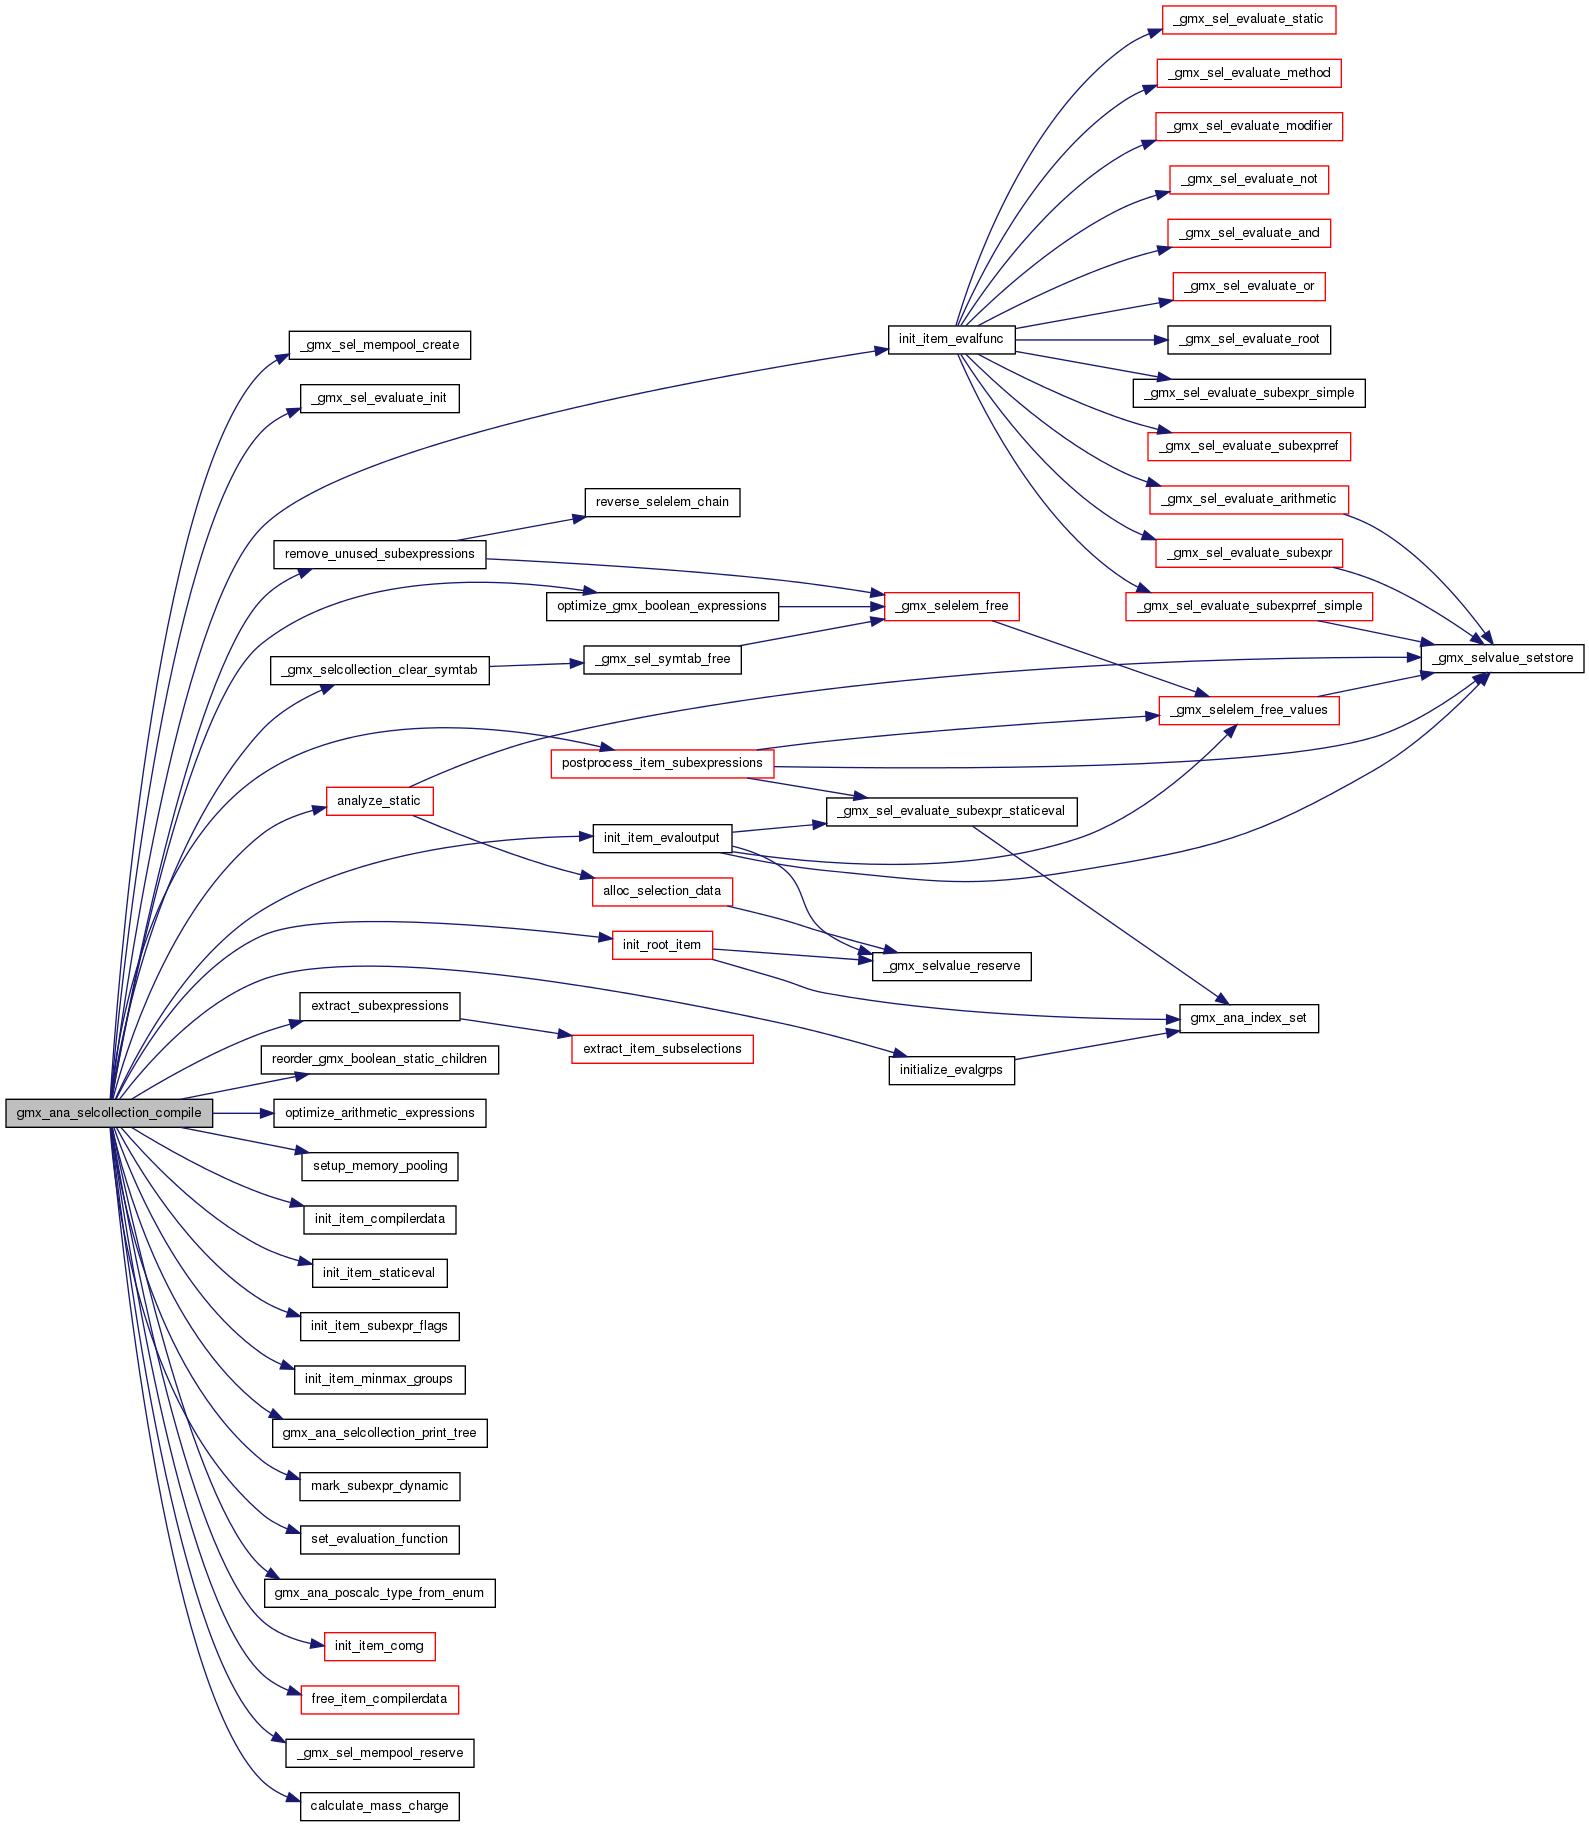 _gmx_sel_evaluate_static
_gmx_sel_evaluate_method
_gmx_sel_evaluate_modifier
_gmx_sel_evaluate_not
_gmx_sel_evaluate_and
_gmx_sel_evaluate_or
init_item_evalfunc
_gmx_sel_evaluate_root
_gmx_sel_mempool_create
_gmx_sel_evaluate_subexpr_simple
_gmx_sel_evaluate_init
_gmx_sel_evaluate_subexprref
reverse_selelem_chain
_gmx_sel_evaluate_arithmetic
remove_unused_subexpressions
_gmx_sel_evaluate_subexpr
optimize_gmx_boolean_expressions
_gmx_selelem_free
_gmx_sel_evaluate_subexprref_simple
_gmx_selcollection_clear_symtab
_gmx_sel_symtab_free
_gmx_selvalue_setstore
_gmx_selelem_free_values
postprocess_item_subexpressions
analyze_static
_gmx_sel_evaluate_subexpr_staticeval
init_item_evaloutput
alloc_selection_data
init_root_item
_gmx_selvalue_reserve
extract_subexpressions
gmx_ana_index_set
extract_item_subselections
reorder_gmx_boolean_static_children
initialize_evalgrps
gmx_ana_selcollection_compile
optimize_arithmetic_expressions
setup_memory_pooling
init_item_compilerdata
init_item_staticeval
init_item_subexpr_flags
init_item_minmax_groups
gmx_ana_selcollection_print_tree
mark_subexpr_dynamic
set_evaluation_function
gmx_ana_poscalc_type_from_enum
init_item_comg
free_item_compilerdata
_gmx_sel_mempool_reserve
calculate_mass_charge